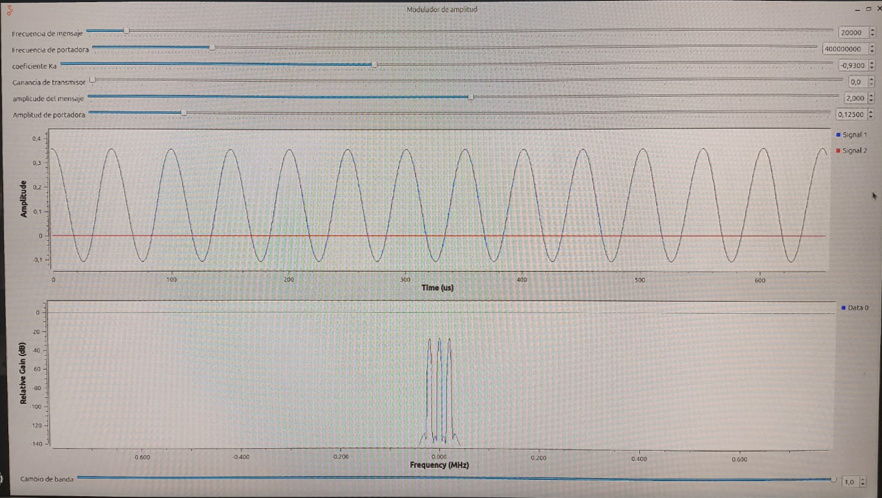 Modulador de amplitud
Frecuencia de mensaje 20000
Frecuencia de portadora 400000000
coeficiente Ka -0,9300
Ganancia de transmisor 0,0
amplitude del mensaje 2,000
Amplitud de portadora 0,12500
0,4
0,3
0,2
0,1
0
-0,1
Amplitude
Signal 1
Signal 2
0 100 200 300 400 500 600
Time (us)
0
20
-40
-60
-80
-100
120
-140
Relative Gain (dB)
Data 0
0.600 -0.400 -0.200 0.000 0.200 0.400 0.600
Frequency (MHz)
Cambio de banda 1,0